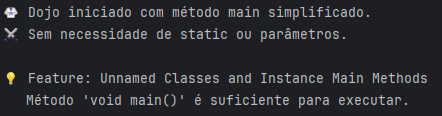 🥋 Dojo iniciado com método main simplificado.
⚔️ Sem necessidade de static ou parâmetros.
💡 Feature: Unnamed Classes and Instance Main Methods
Método 'void main()' é suficiente para executar.